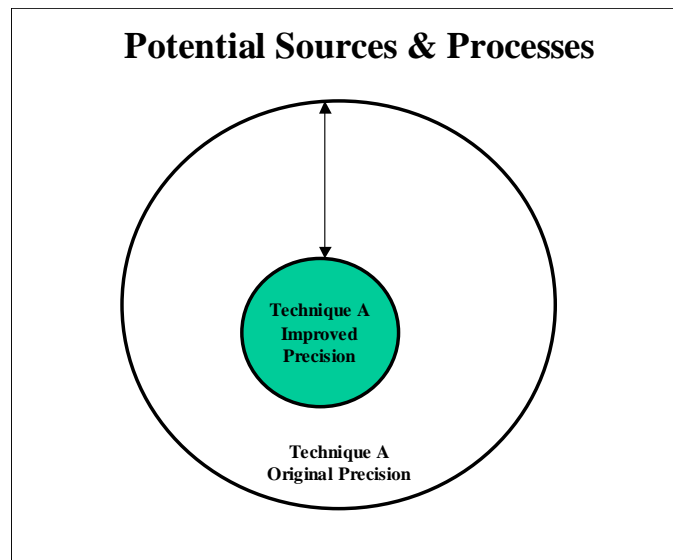 Potential Sources & Processes
Technique A
Improved
Precision
Technique A
Original Precision